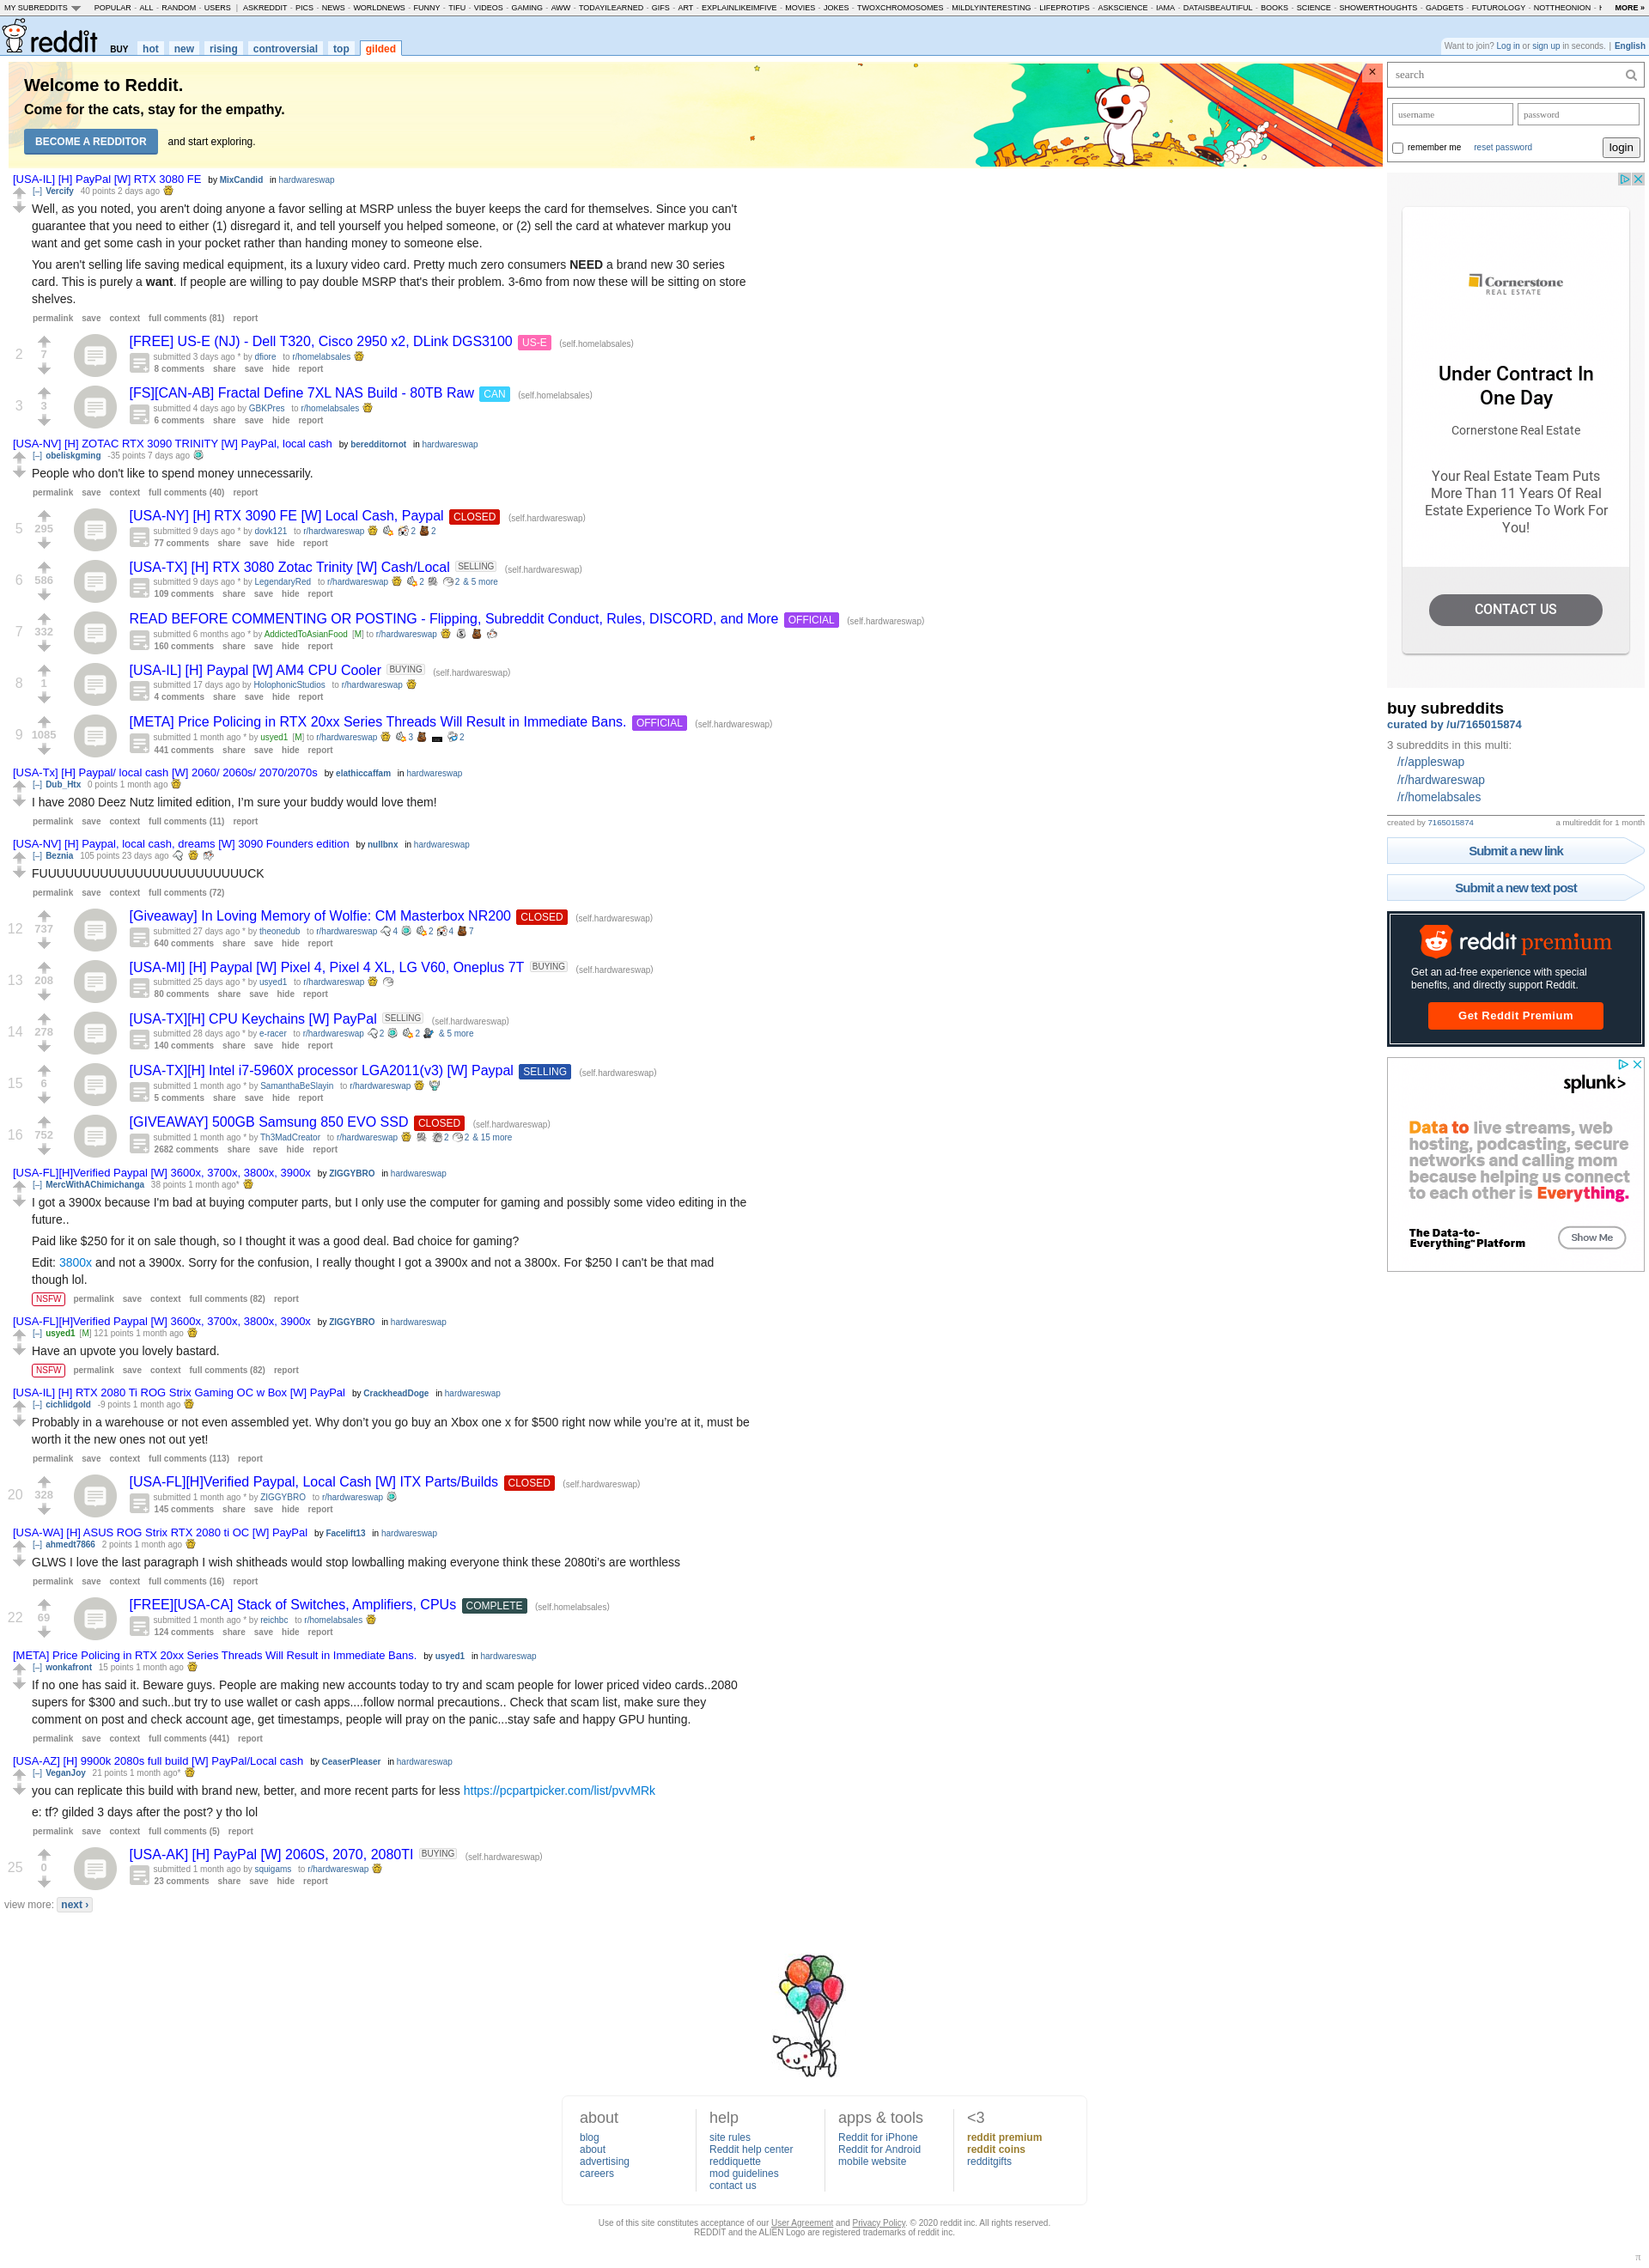 MY SUBREDDITS POPULAR - ALL - RANDOM - USERS | ASKREDDIT - PICS - NEWS - WORLDNEWS - FUNNY - TIFU - VIDEOS - GAMING - AWW - TODAYILEARNED - GIFS - ART - EXPLAINLIKEIMFIVE - MOVIES - JOKES - TWOXCHROMOSOMES - MILDLYINTERESTING - LIFEPROTIPS - ASKSCIENCE - IAMA - DATAISBEAUTIFUL - BOOKS - SCIENCE - SHOWERTHOUGHTS - GADGETS - FUTUROLOGY - NOTTHEONION - MORE »
reddit BUY hot new rising controversial top gilded
Want to join? Log in or sign up in seconds. | English
Welcome to Reddit.
Come for the cats, stay for the empathy.
BECOME A REDDITOR and start exploring.
×
[USA-IL] [H] PayPal [W] RTX 3080 FE by MixCandid in hardwareswap
[–] Vercify 40 points 2 days ago
Well, as you noted, you aren't doing anyone a favor selling at MSRP unless the buyer keeps the card for themselves. Since you can't
guarantee that you need to either (1) disregard it, and tell yourself you helped someone, or (2) sell the card at whatever markup you
want and get some cash in your pocket rather than handing money to someone else.
You aren't selling life saving medical equipment, its a luxury video card. Pretty much zero consumers NEED a brand new 30 series
card. This is purely a want. If people are willing to pay double MSRP that's their problem. 3-6mo from now these will be sitting on store
shelves.
permalink save context full comments (81) report
2 7 [FREE] US-E (NJ) - Dell T320, Cisco 2950 x2, DLink DGS3100 US-E (self.homelabsales)
submitted 3 days ago * by dfiore to r/homelabsales
8 comments share save hide report
3 3 [FS][CAN-AB] Fractal Define 7XL NAS Build - 80TB Raw CAN (self.homelabsales)
submitted 4 days ago by GBKPres to r/homelabsales
6 comments share save hide report
[USA-NV] [H] ZOTAC RTX 3090 TRINITY [W] PayPal, local cash by beredditornot in hardwareswap
[–] obeliskgming -35 points 7 days ago
People who don't like to spend money unnecessarily.
permalink save context full comments (40) report
5 295 [USA-NY] [H] RTX 3090 FE [W] Local Cash, Paypal CLOSED (self.hardwareswap)
submitted 9 days ago * by dovk121 to r/hardwareswap 2 2
77 comments share save hide report
6 586 [USA-TX] [H] RTX 3080 Zotac Trinity [W] Cash/Local SELLING (self.hardwareswap)
submitted 9 days ago * by LegendaryRed to r/hardwareswap 2 2 & 5 more
109 comments share save hide report
7 332 READ BEFORE COMMENTING OR POSTING - Flipping, Subreddit Conduct, Rules, DISCORD, and More OFFICIAL (self.hardwareswap)
submitted 6 months ago * by AddictedToAsianFood [M] to r/hardwareswap
160 comments share save hide report
8 1 [USA-IL] [H] Paypal [W] AM4 CPU Cooler BUYING (self.hardwareswap)
submitted 17 days ago by HolophonicStudios to r/hardwareswap
4 comments share save hide report
9 1085 [META] Price Policing in RTX 20xx Series Threads Will Result in Immediate Bans. OFFICIAL (self.hardwareswap)
submitted 1 month ago * by usyed1 [M] to r/hardwareswap 3 2
441 comments share save hide report
[USA-Tx] [H] Paypal/ local cash [W] 2060/ 2060s/ 2070/2070s by elathiccaffam in hardwareswap
[–] Dub_Htx 0 points 1 month ago
I have 2080 Deez Nutz limited edition, I'm sure your buddy would love them!
permalink save context full comments (11) report
[USA-NV] [H] Paypal, local cash, dreams [W] 3090 Founders edition by nullbnx in hardwareswap
[–] Beznia 105 points 23 days ago
FUUUUUUUUUUUUUUUUUUUUUUUUCK
permalink save context full comments (72)
12 737 [Giveaway] In Loving Memory of Wolfie: CM Masterbox NR200 CLOSED (self.hardwareswap)
submitted 27 days ago * by theonedub to r/hardwareswap 4 2 4 7
640 comments share save hide report
13 208 [USA-MI] [H] Paypal [W] Pixel 4, Pixel 4 XL, LG V60, Oneplus 7T BUYING (self.hardwareswap)
submitted 25 days ago * by usyed1 to r/hardwareswap
80 comments share save hide report
14 278 [USA-TX][H] CPU Keychains [W] PayPal SELLING (self.hardwareswap)
submitted 28 days ago * by e-racer to r/hardwareswap 2 2 & 5 more
140 comments share save hide report
15 6 [USA-TX][H] Intel i7-5960X processor LGA2011(v3) [W] Paypal SELLING (self.hardwareswap)
submitted 1 month ago * by SamanthaBeSlayin to r/hardwareswap
5 comments share save hide report
16 752 [GIVEAWAY] 500GB Samsung 850 EVO SSD CLOSED (self.hardwareswap)
submitted 1 month ago * by Th3MadCreator to r/hardwareswap 2 2 & 15 more
2682 comments share save hide report
[USA-FL][H]Verified Paypal [W] 3600x, 3700x, 3800x, 3900x by ZIGGYBRO in hardwareswap
[–] MercWithAChimichanga 38 points 1 month ago*
I got a 3900x because I'm bad at buying computer parts, but I only use the computer for gaming and possibly some video editing in the
future..
Paid like $250 for it on sale though, so I thought it was a good deal. Bad choice for gaming?
Edit: 3800x and not a 3900x. Sorry for the confusion, I really thought I got a 3900x and not a 3800x. For $250 I can't be that mad
though lol.
NSFW permalink save context full comments (82) report
[USA-FL][H]Verified Paypal [W] 3600x, 3700x, 3800x, 3900x by ZIGGYBRO in hardwareswap
[–] usyed1 [M] 121 points 1 month ago
Have an upvote you lovely bastard.
NSFW permalink save context full comments (82) report
[USA-IL] [H] RTX 2080 Ti ROG Strix Gaming OC w Box [W] PayPal by CrackheadDoge in hardwareswap
[–] cichlidgold -9 points 1 month ago
Probably in a warehouse or not even assembled yet. Why don't you go buy an Xbox one x for $500 right now while you're at it, must be
worth it the new ones not out yet!
permalink save context full comments (113) report
20 328 [USA-FL][H]Verified Paypal, Local Cash [W] ITX Parts/Builds CLOSED (self.hardwareswap)
submitted 1 month ago * by ZIGGYBRO to r/hardwareswap
145 comments share save hide report
[USA-WA] [H] ASUS ROG Strix RTX 2080 ti OC [W] PayPal by Facelift13 in hardwareswap
[–] ahmedt7866 2 points 1 month ago
GLWS I love the last paragraph I wish shitheads would stop lowballing making everyone think these 2080ti's are worthless
permalink save context full comments (16) report
22 69 [FREE][USA-CA] Stack of Switches, Amplifiers, CPUs COMPLETE (self.homelabsales)
submitted 1 month ago * by reichbc to r/homelabsales
124 comments share save hide report
[META] Price Policing in RTX 20xx Series Threads Will Result in Immediate Bans. by usyed1 in hardwareswap
[–] wonkafront 15 points 1 month ago
If no one has said it. Beware guys. People are making new accounts today to try and scam people for lower priced video cards..2080
supers for $300 and such..but try to use wallet or cash apps....follow normal precautions.. Check that scam list, make sure they
comment on post and check account age, get timestamps, people will pray on the panic...stay safe and happy GPU hunting.
permalink save context full comments (441) report
[USA-AZ] [H] 9900k 2080s full build [W] PayPal/Local cash by CeaserPleaser in hardwareswap
[–] VeganJoy 21 points 1 month ago*
you can replicate this build with brand new, better, and more recent parts for less https://pcpartpicker.com/list/pvvMRk
e: tf? gilded 3 days after the post? y tho lol
permalink save context full comments (5) report
25 0 [USA-AK] [H] PayPal [W] 2060S, 2070, 2080TI BUYING (self.hardwareswap)
submitted 1 month ago by squigams to r/hardwareswap
23 comments share save hide report
view more: next ›
search
username password
remember me reset password login
Cornerstone
REAL ESTATE
Under Contract In
One Day
Cornerstone Real Estate
Your Real Estate Team Puts
More Than 11 Years Of Real
Estate Experience To Work For
You!
CONTACT US
buy subreddits
curated by /u/7165015874
3 subreddits in this multi:
/r/appleswap
/r/hardwareswap
/r/homelabsales
created by 7165015874 a multireddit for 1 month
Submit a new link
Submit a new text post
reddit premium
Get an ad-free experience with special
benefits, and directly support Reddit.
Get Reddit Premium
splunk>
Data to live streams, web
hosting, podcasting, secure
networks and calling mom
because helping us connect
to each other is Everything.
The Data-to-
Everything™ Platform
Show Me
about
blog
about
advertising
careers
help
site rules
Reddit help center
reddiquette
mod guidelines
contact us
apps & tools
Reddit for iPhone
Reddit for Android
mobile website
<3
reddit premium
reddit coins
redditgifts
Use of this site constitutes acceptance of our User Agreement and Privacy Policy. © 2020 reddit inc. All rights reserved.
REDDIT and the ALIEN Logo are registered trademarks of reddit inc.
π